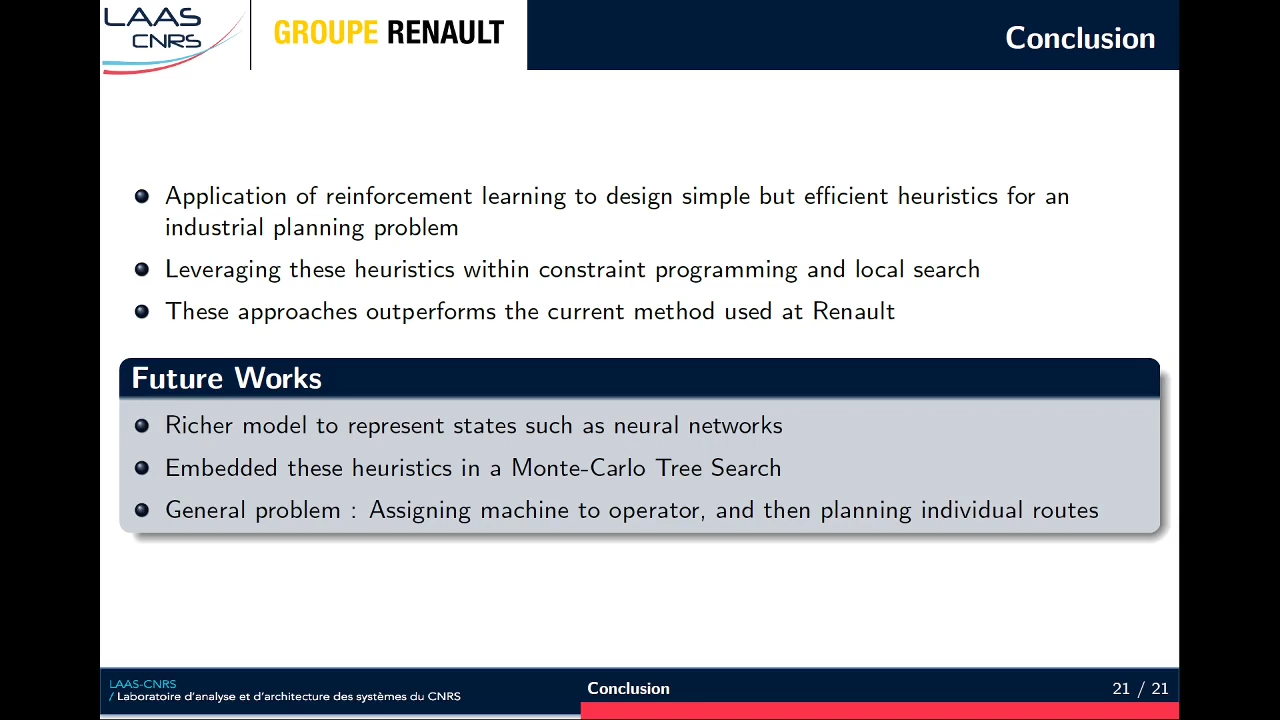 LAAS
CNRS
GROUPE RENAULT
Conclusion
Application of reinforcement learning to design simple but efficient heuristics for an
industrial planning problem
Leveraging these heuristics within constraint programming and local search
These approaches outperforms the current method used at Renault
Future Works
Richer model to represent states such as neural networks
Embedded these heuristics in a Monte-Carlo Tree Search
General problem : Assigning machine to operator, and then planning individual routes
LAAS-CNRS
/ Laboratoire d'analyse et d'architecture des systèmes du CNRS
Conclusion
21 / 21